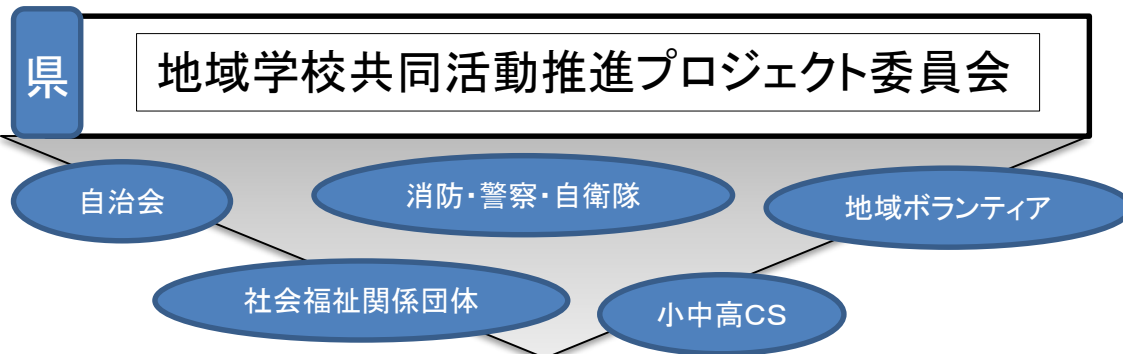 県
地域学校共同活動推進プロジェクト委員会
自治会
消防・警察・自衛隊
地域ボランティア
社会福祉関係団体
小中高CS